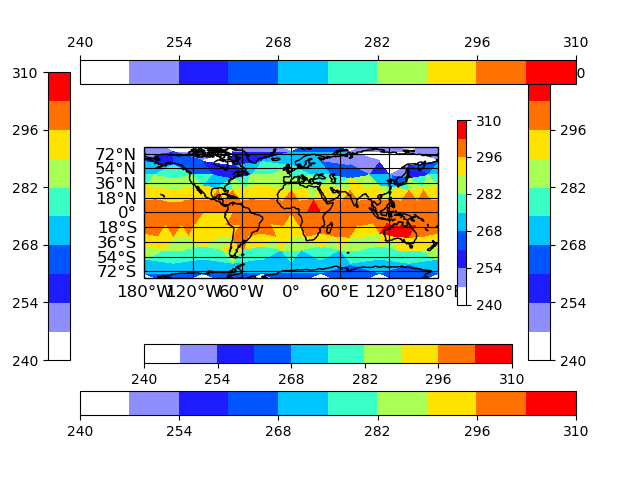 240 254 268 282 296 310
310 0
296 296
282 282
268 268
254 254
240 240
310
296
282
268
254
240
72°N
54°N
36°N
18°N
0°
18°S
36°S
54°S
72°S
180°W 120°W 60°W 0° 60°E 120°E 180°E
240 254 268 282 296 310
240 254 268 282 296 310